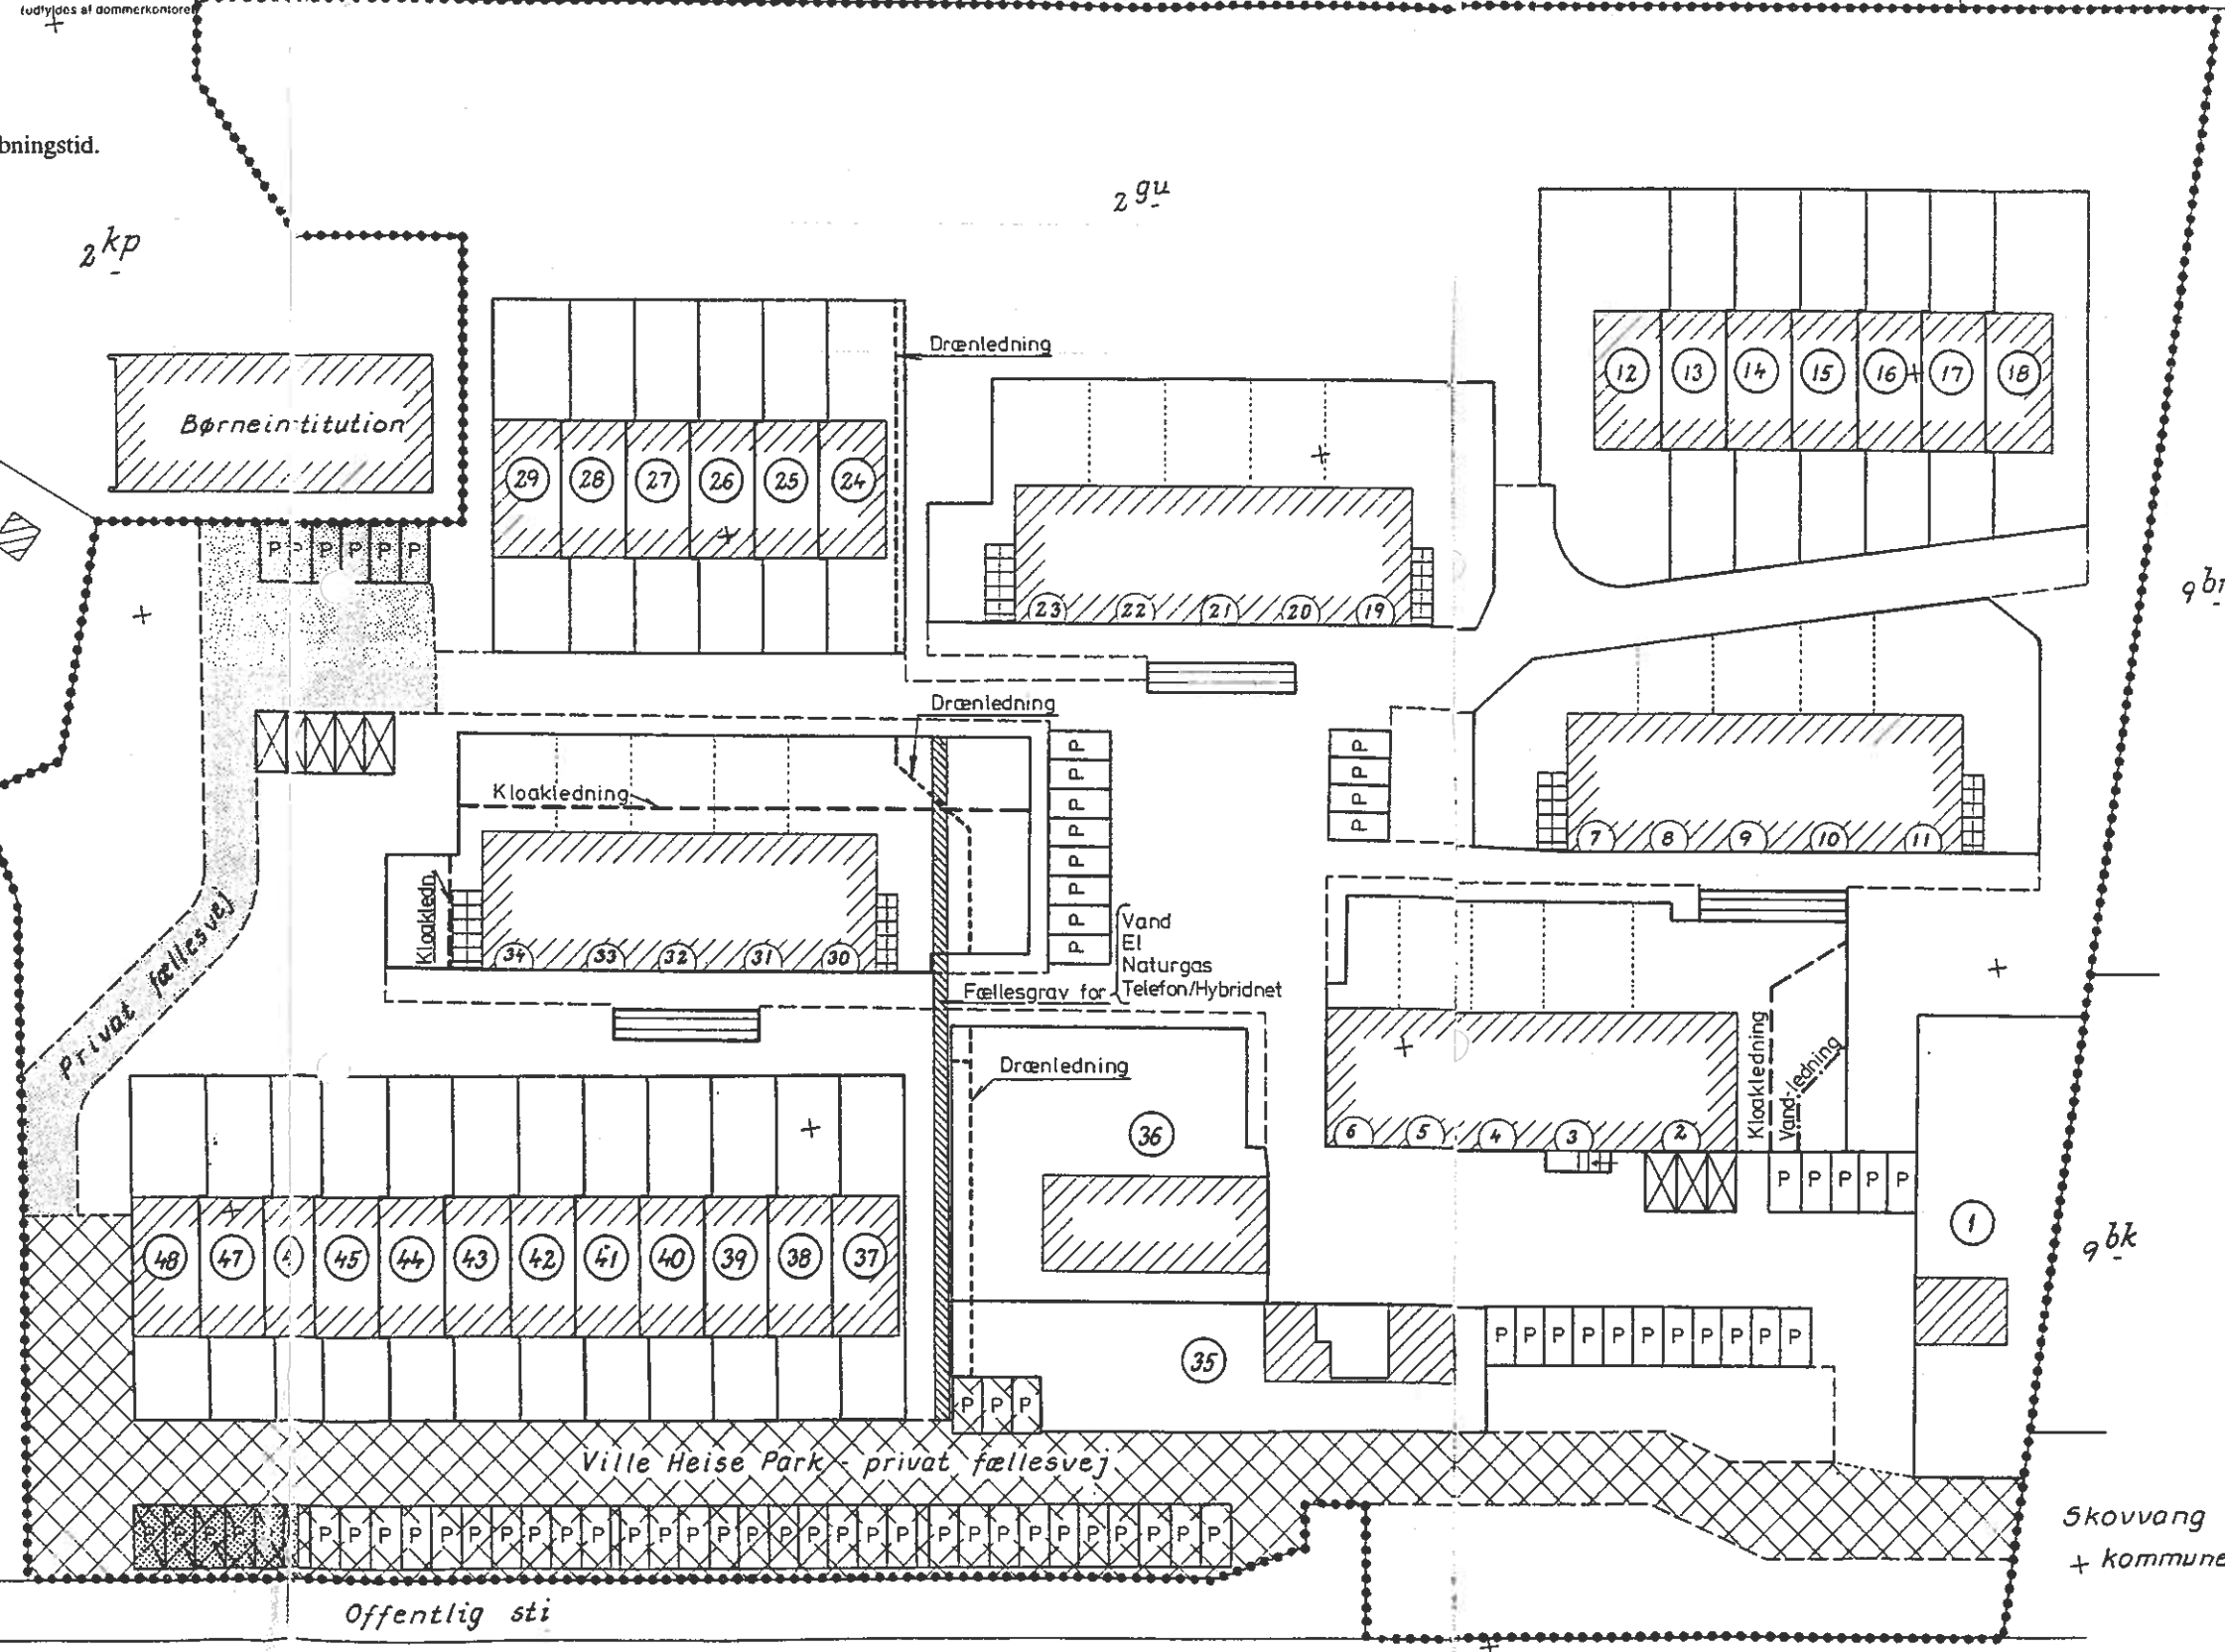 (udfyldes af dommerkontoret
bningstid.
2 gu
2 kp
Drænledning
12 13 14 15 16 17 18
Børneintitution
29 28 27 26 25 24
P P P P P P
23 22 21 20 19
9
Drænledning
P P P P P P P P
P P P P
Kloakledning
7 8 9 10 11
Kloakledn.
Privat fællesvej
34 33 32 31 30
Vand
El
Naturgas
Fællesgrav for Telefon/Hybridnet
Drænledning
Kloakledning
Vand-ledning
36
6 5 4 3 2
P P P P P
1
9 bk
48 47 45 44 43 42 41 40 39 38 37
35
P P P P P P P P P P P
P P P
Ville Heise Park - privat fællesvej
P P P P P P P P P P P P P P P P P P P P P P P P P P P P P P P P P P P
Skovvang
kommune
Offentlig sti